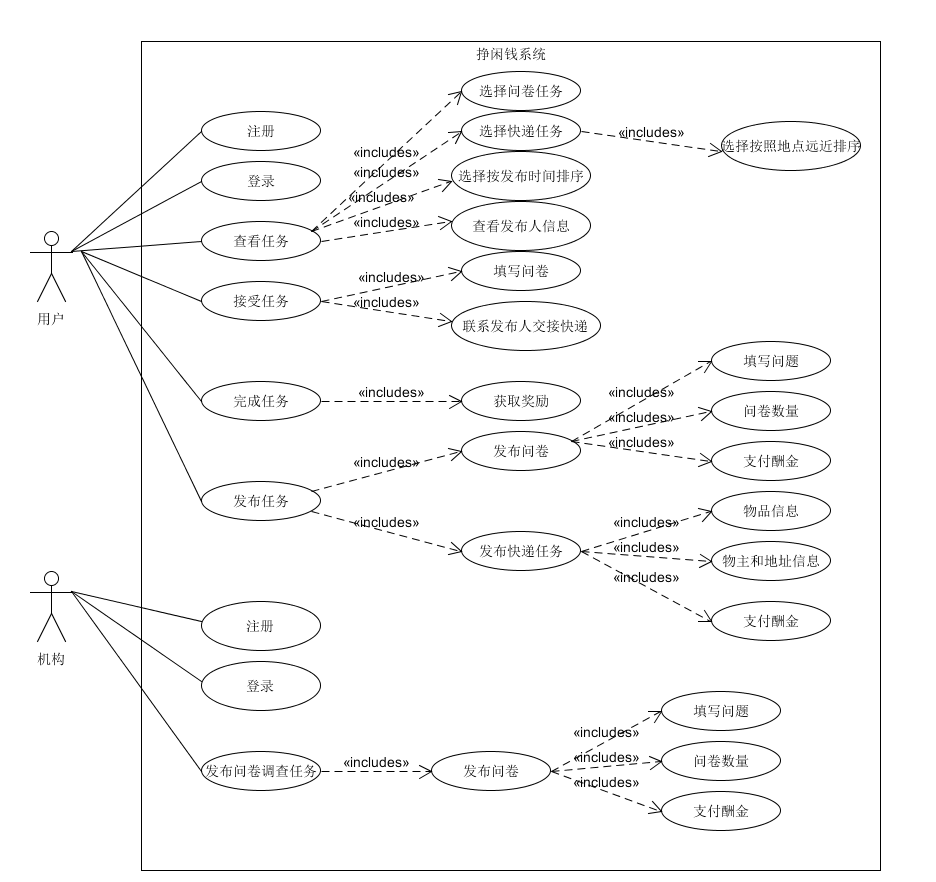 挣闲钱系统
选择问卷任务
注册
选择快递任务
«includes»
选择按照地点远近排序
«includes»
«includes»
登录
选择按发布时间排序
«includes»
«includes»
查看发布人信息
查看任务
填写问卷
«includes»
接受任务
«includes»
联系发布人交接快递
用户
填写问题
«includes»
完成任务
«includes»
获取奖励
问卷数量
«includes»
«includes»
发布问卷
支付酬金
«includes»
发布任务
物品信息
«includes»
«includes»
发布快递任务
«includes»
物主和地址信息
«includes»
支付酬金
注册
机构
登录
填写问题
«includes»
发布问卷调查任务
«includes»
发布问卷
«includes»
问卷数量
«includes»
支付酬金